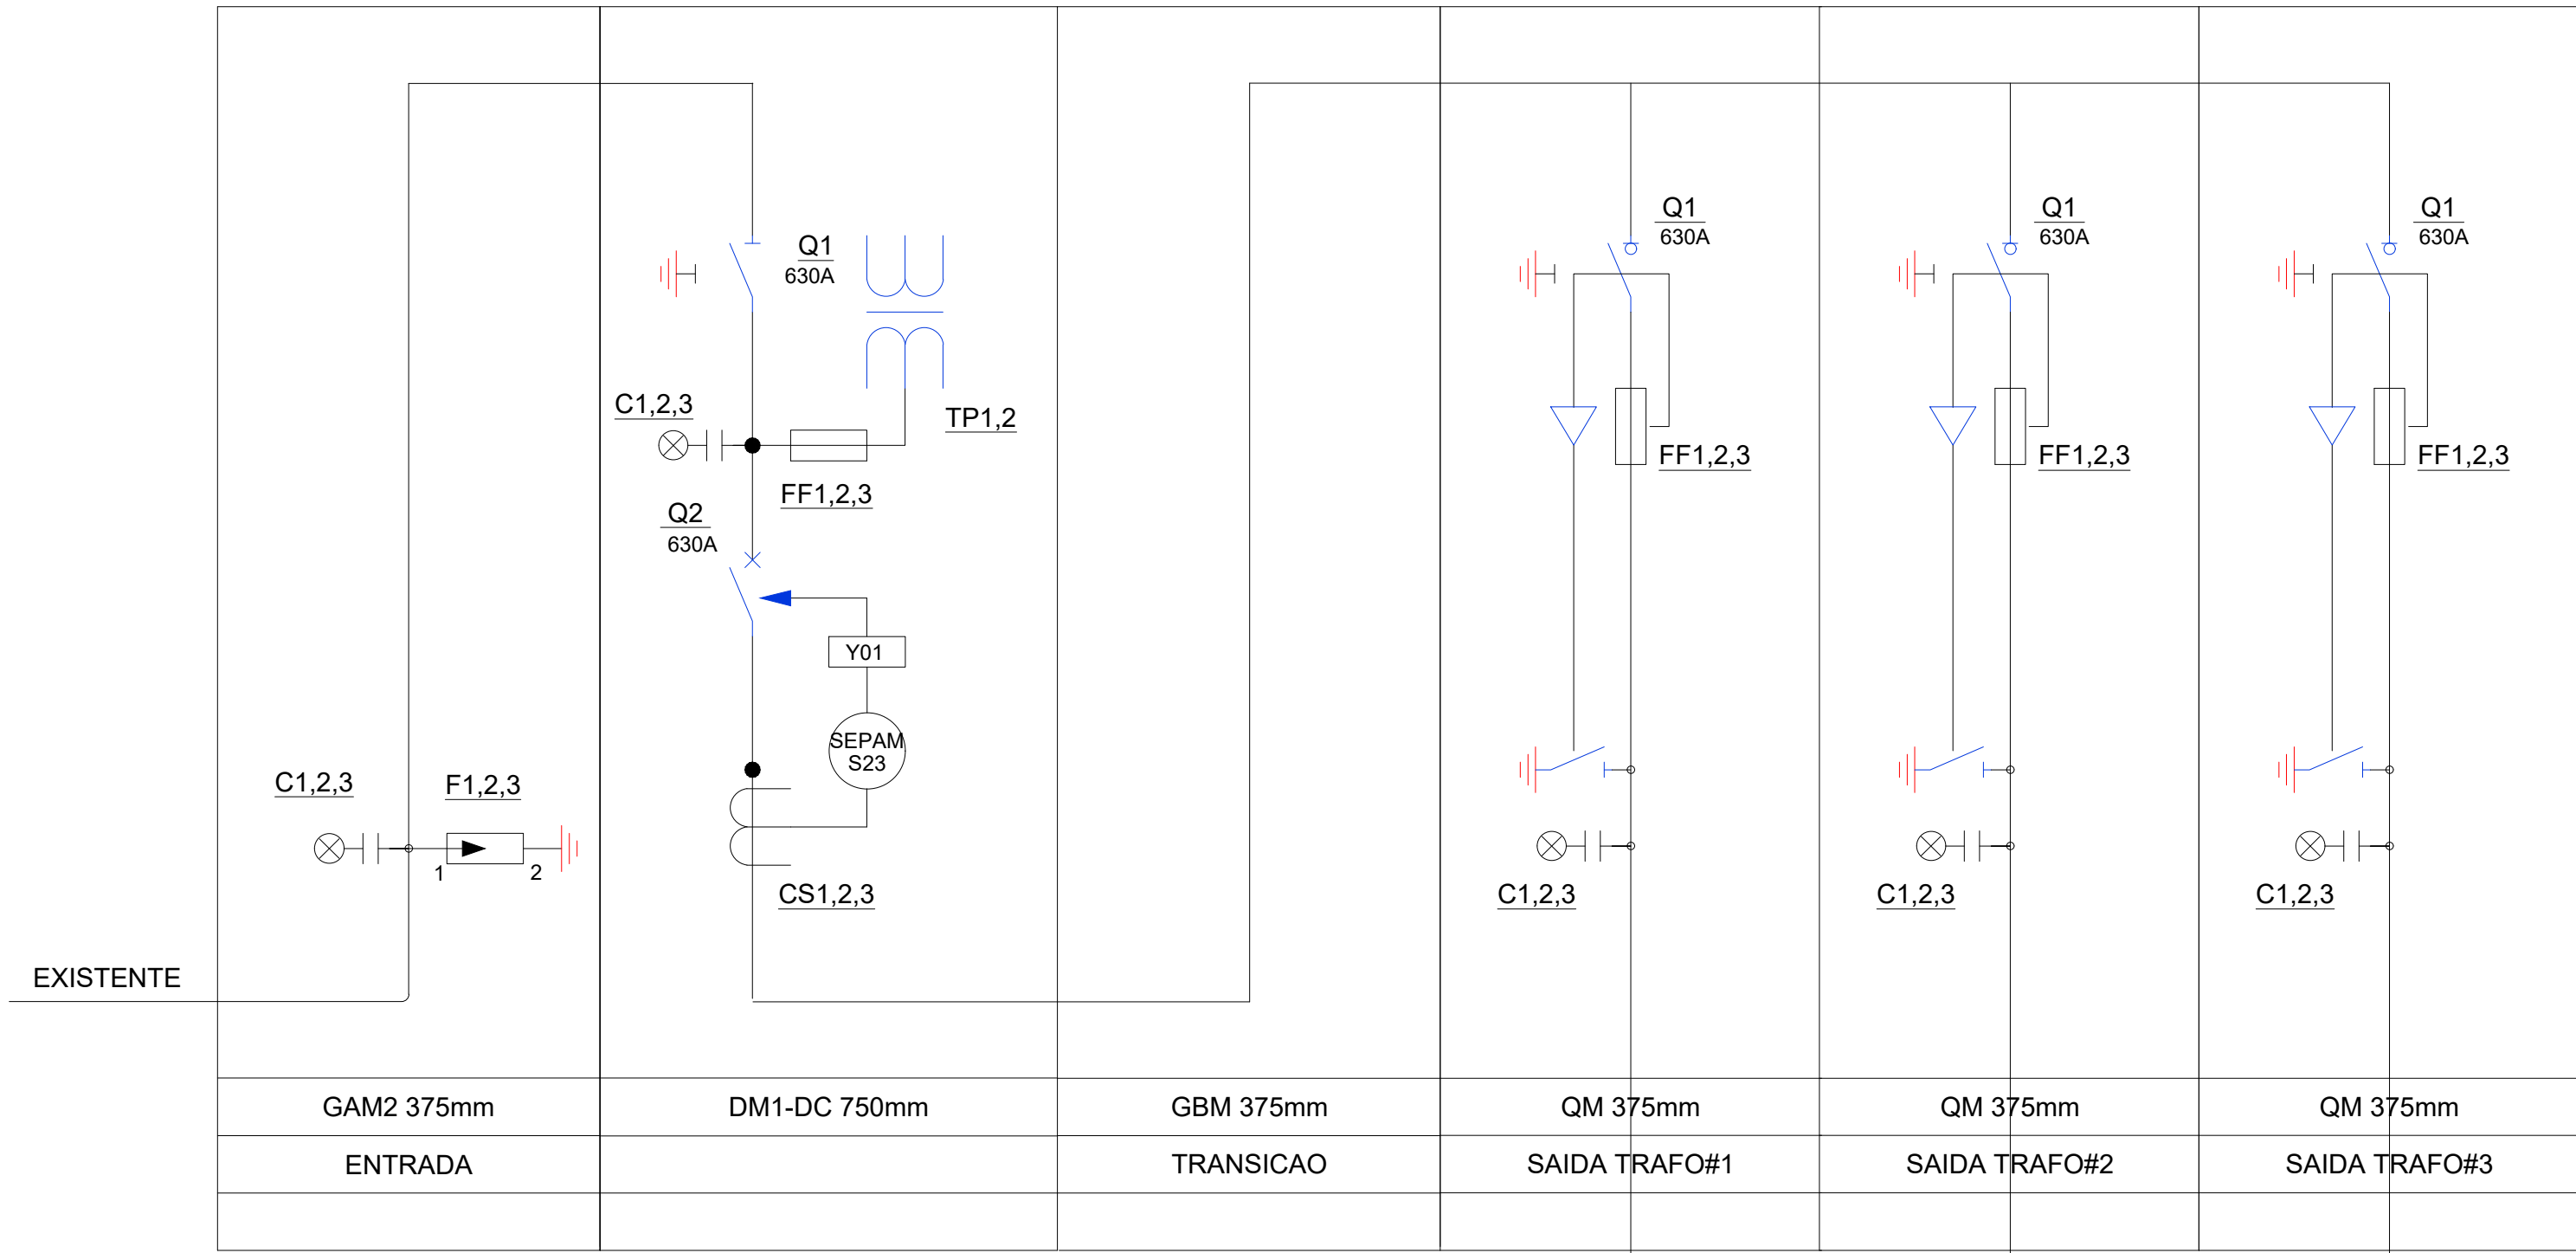 Q1
630A
C1,2,3
TP1,2
FF1,2,3
Q2
630A
Y01
SEPAM
S23
CS1,2,3
C1,2,3
F1,2,3
1
2
EXISTENTE
Q1
630A
FF1,2,3
C1,2,3
Q1
630A
FF1,2,3
C1,2,3
Q1
630A
FF1,2,3
C1,2,3
GAM2 375mm
DM1-DC 750mm
GBM 375mm
QM 375mm
QM 375mm
QM 375mm
ENTRADA
TRANSICAO
SAIDA TRAFO#1
SAIDA TRAFO#2
SAIDA TRAFO#3